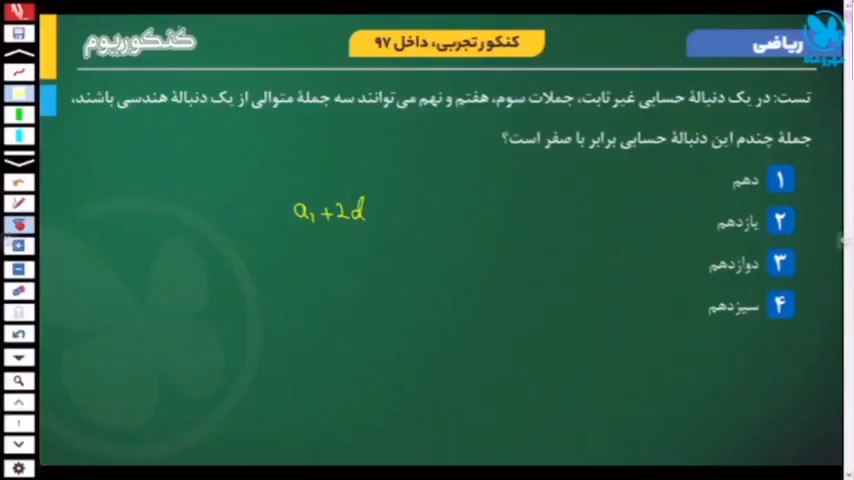 ریاضی
کنکور تجربی، داخل ۹۷
کنکوریوم
مهروماه
تست: در یک دنبالهٔ حسابی غیر ثابت، جملات سوم، هفتم و نهم می‌توانند سه جملهٔ متوالی از یک دنبالهٔ هندسی باشند،
جملهٔ چندم این دنبالهٔ حسابی برابر با صفر است؟
۱ دهم
۲ یازدهم
۳ دوازدهم
۴ سیزدهم
a₁+2d